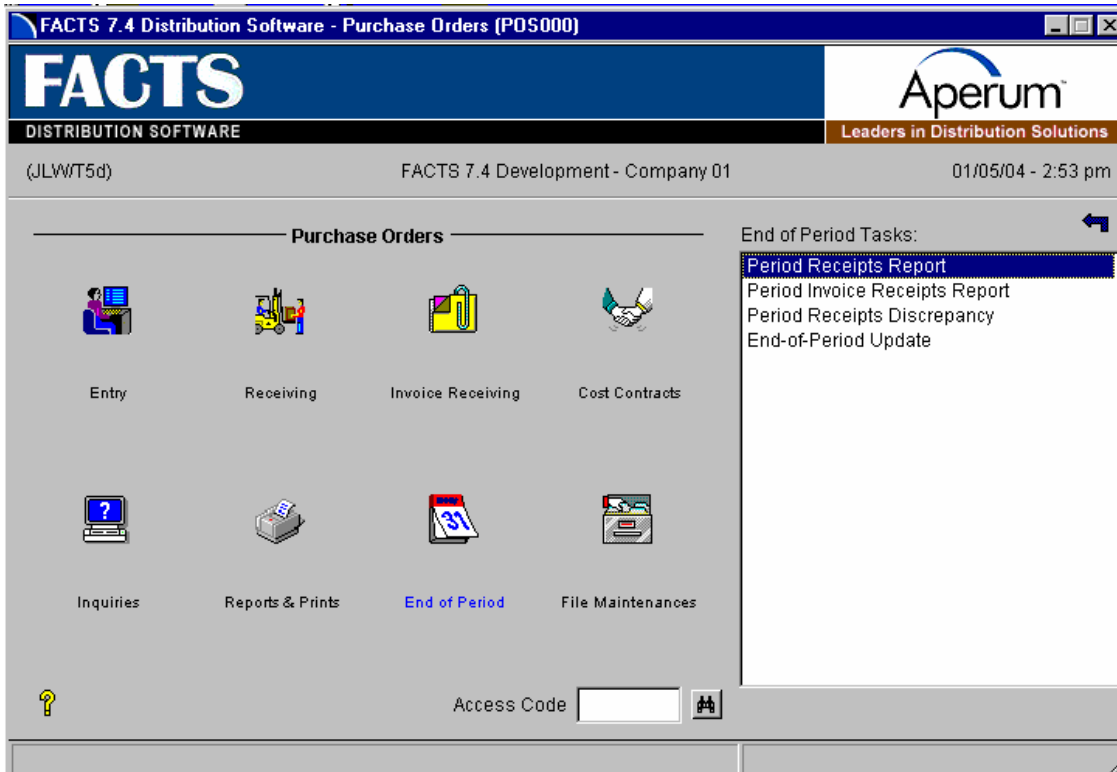 FACTS 7.4 Distribution Software - Purchase Orders (POS000)
FACTS
DISTRIBUTION SOFTWARE
Aperum™
Leaders in Distribution Solutions
(JLW/T5d)
FACTS 7.4 Development - Company 01
01/05/04 - 2:53 pm
Purchase Orders
Entry
Receiving
Invoice Receiving
Cost Contracts
?
31
Inquiries
Reports & Prints
End of Period
File Maintenances
?
Access Code
End of Period Tasks:
Period Receipts Report
Period Invoice Receipts Report
Period Receipts Discrepancy
End-of-Period Update